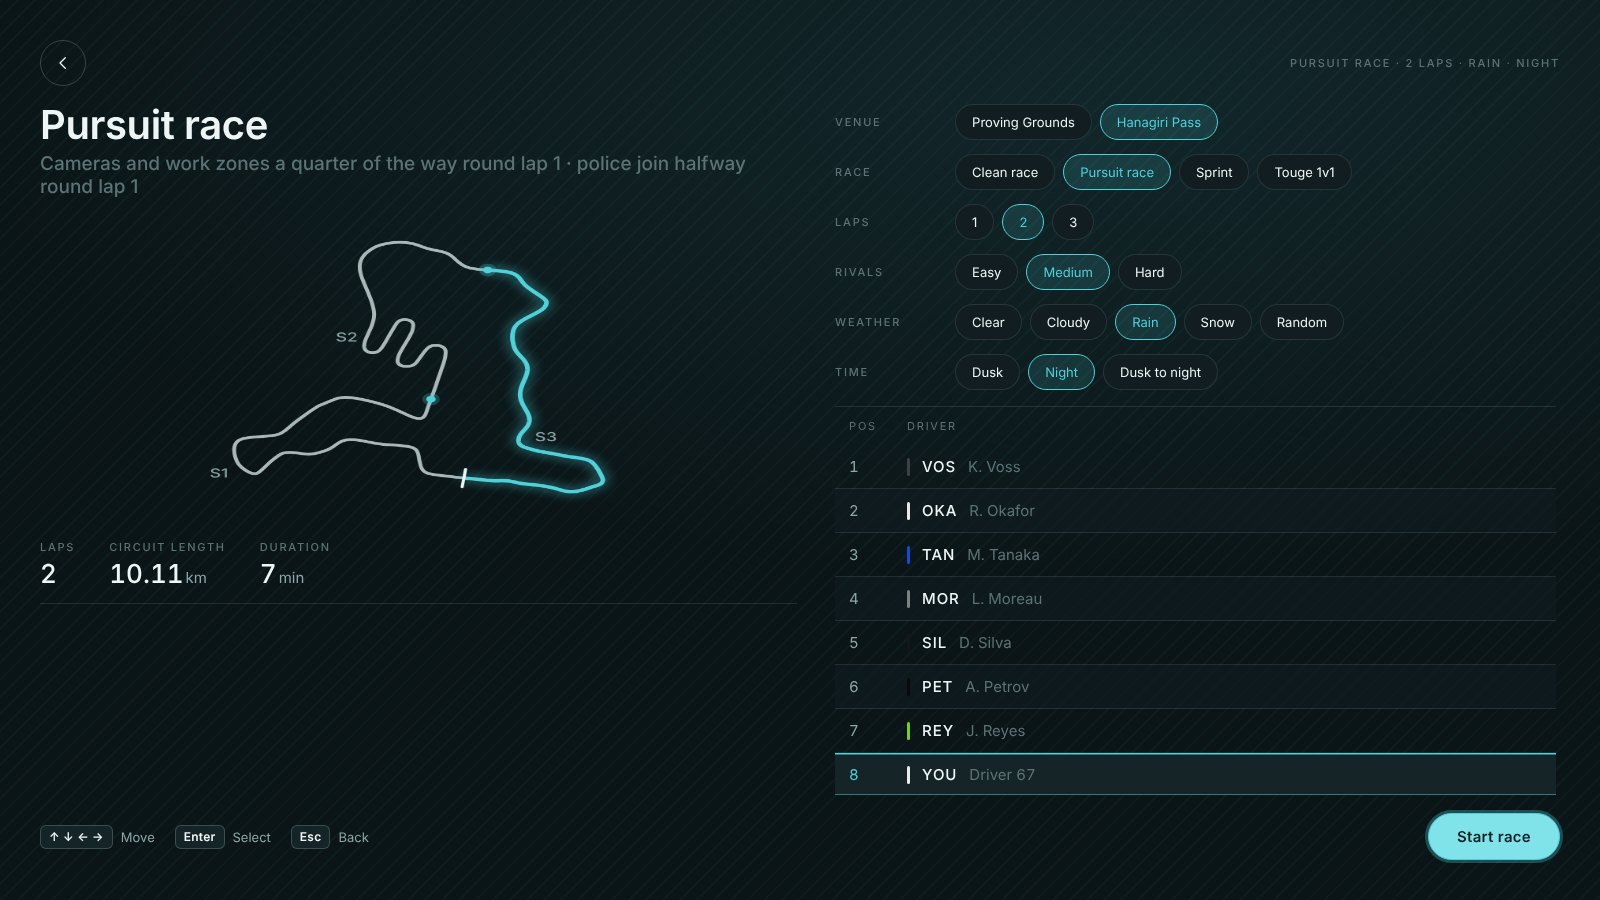 PURSUIT RACE · 2 LAPS · RAIN · NIGHT
Pursuit race
Cameras and work zones a quarter of the way round lap 1 · police join halfway
round lap 1
S2
S3
S1
LAPS CIRCUIT LENGTH DURATION
2 10.11 km 7 min
VENUE Proving Grounds Hanagiri Pass
RACE Clean race Pursuit race Sprint Touge 1v1
LAPS 1 2 3
RIVALS Easy Medium Hard
WEATHER Clear Cloudy Rain Snow Random
TIME Dusk Night Dusk to night
POS DRIVER
1 VOS K. Voss
2 OKA R. Okafor
3 TAN M. Tanaka
4 MOR L. Moreau
5 SIL D. Silva
6 PET A. Petrov
7 REY J. Reyes
8 YOU Driver 67
↑ ↓ ← → Move Enter Select Esc Back
Start race